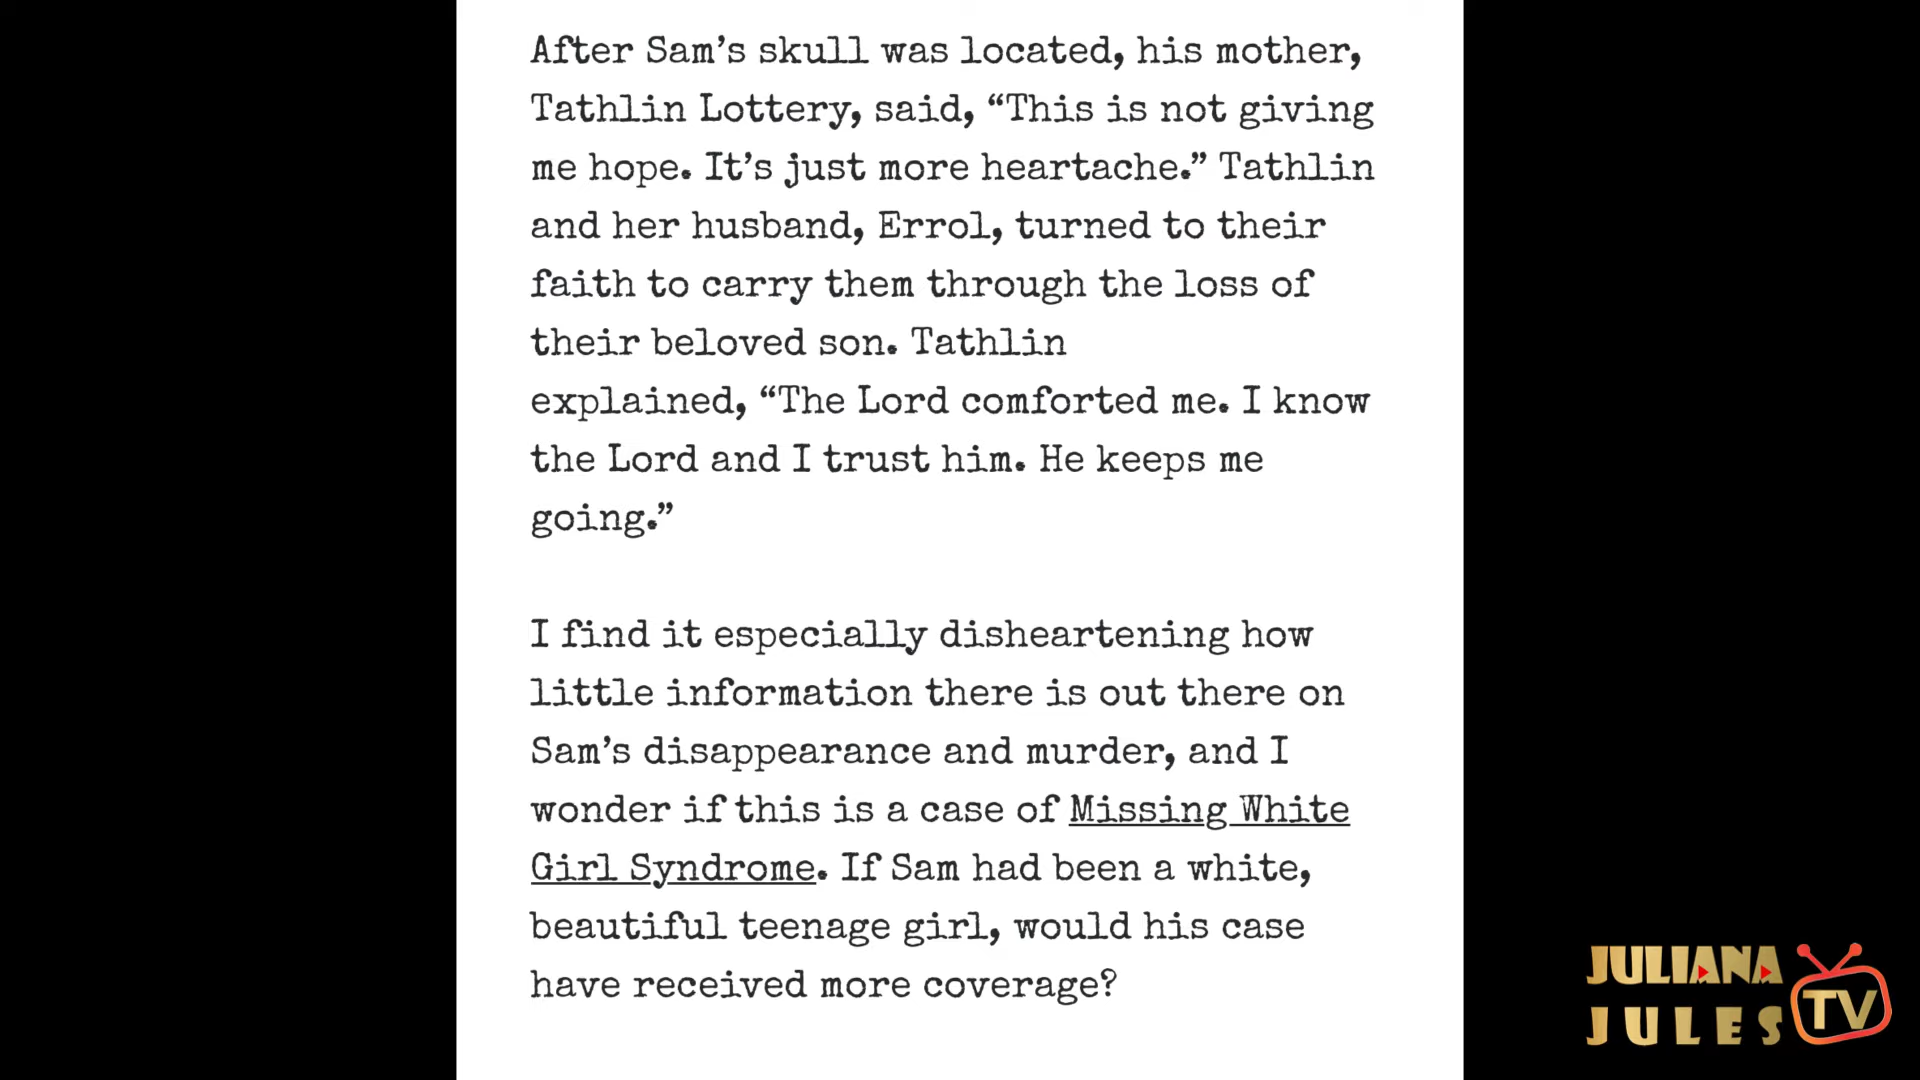 After Sam’s skull was located, his mother,
Tathlin Lottery, said, “This is not giving
me hope. It’s just more heartache.” Tathlin
and her husband, Errol, turned to their
faith to carry them through the loss of
their beloved son. Tathlin
explained, “The Lord comforted me. I know
the Lord and I trust him. He keeps me
going.”
I find it especially disheartening how
little information there is out there on
Sam’s disappearance and murder, and I
wonder if this is a case of Missing White
Girl Syndrome. If Sam had been a white,
beautiful teenage girl, would his case
have received more coverage?
JULIANA
JULES
TV